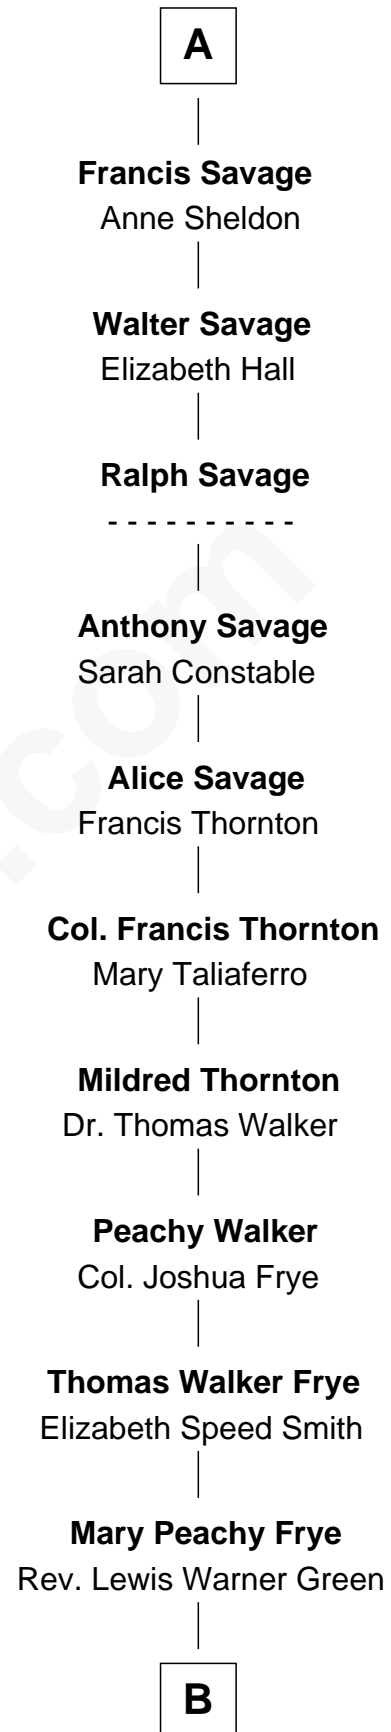 A
Francis Savage
Anne Sheldon
Walter Savage
Elizabeth Hall
Ralph Savage
- - - - - - - - - -
Anthony Savage
Sarah Constable
Alice Savage
Francis Thornton
Col. Francis Thornton
Mary Taliaferro
Mildred Thornton
Dr. Thomas Walker
Peachy Walker
Col. Joshua Frye
Thomas Walker Frye
Elizabeth Speed Smith
Mary Peachy Frye
Rev. Lewis Warner Green
B
.com